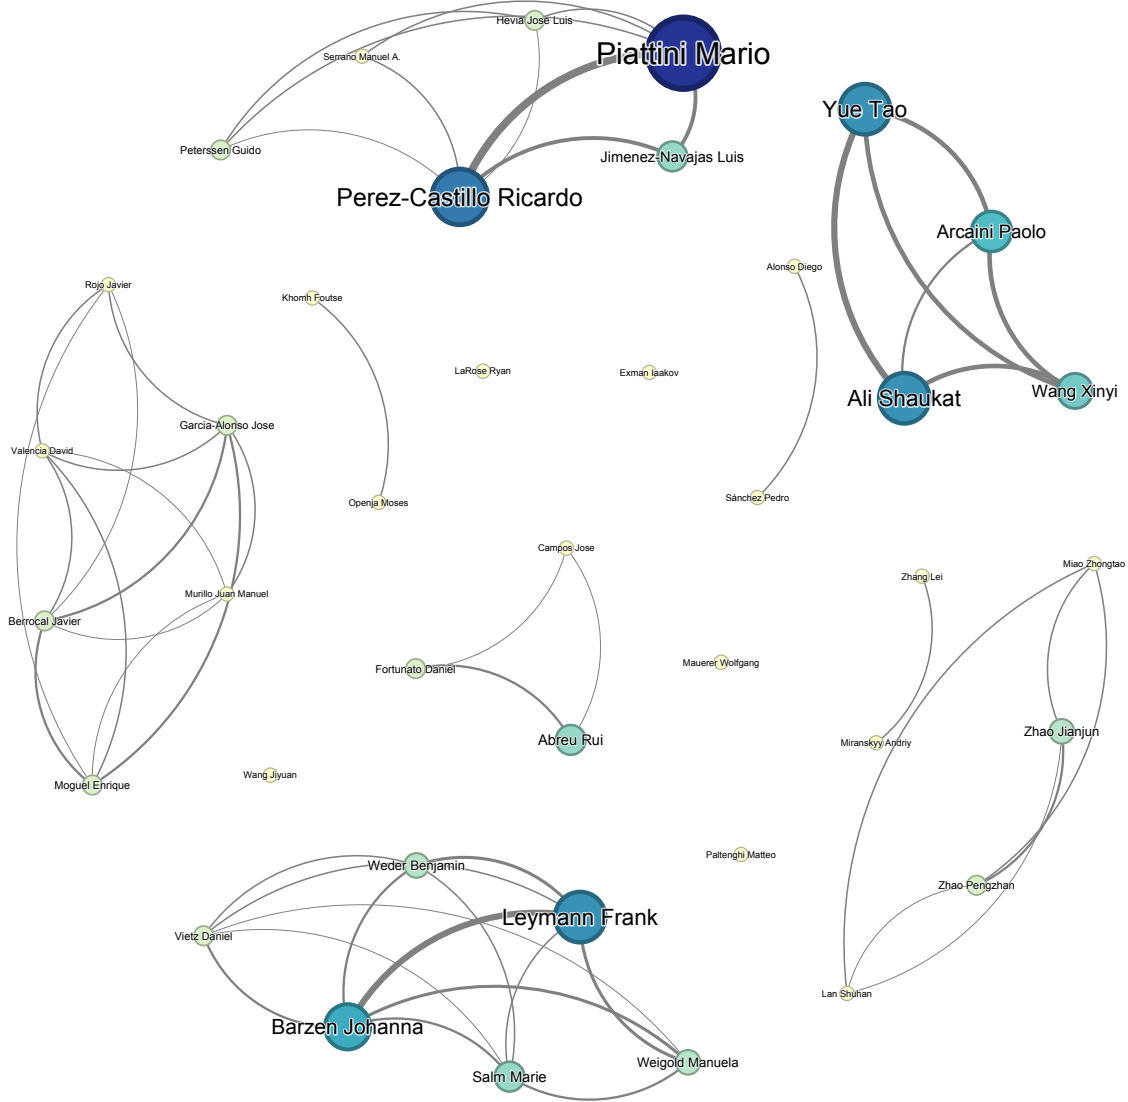 Hevia Jose Luis
Piattini Mario
Serrano Manuel A.
Yue Tao
Peterssen Guido
Jimenez-Navajas Luis
Perez-Castillo Ricardo
Arcaini Paolo
Alonso Diego
Rojo Javier
Khomh Foutse
LaRose Ryan
Exman Iaakov
Ali Shaukat
Wang Xinyi
Garcia-Alonso Jose
Valencia David
Openja Moses
Sánchez Pedro
Campos Jose
Zhang Lei
Miao Zhongtao
Murillo Juan Manuel
Berrocal Javier
Fortunato Daniel
Mauerer Wolfgang
Abreu Rui
Miranskyy Andriy
Zhao Jianjun
Wang Jiyuan
Moguel Enrique
Paltenghi Matteo
Weder Benjamin
Zhao Pengzhan
Leymann Frank
Vietz Daniel
Lan Shuhan
Barzen Johanna
Weigold Manuela
Salm Marie